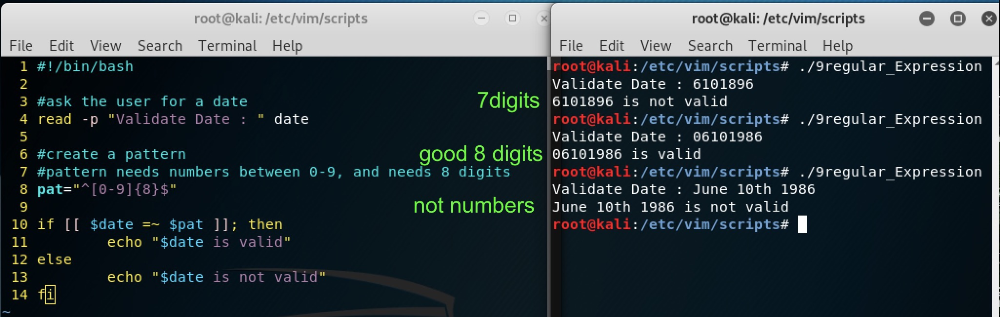 root@kali: /etc/vim/scripts
File Edit View Search Terminal Help
1 #!/bin/bash
2
3 #ask the user for a date
4 read -p "Validate Date : " date
5
6 #create a pattern
7 #pattern needs numbers between 0-9, and needs 8 digits
8 pat="^[0-9]{8}$"
9
10 if [[ $date =~ $pat ]]; then
11         echo "$date is valid"
12 else
13         echo "$date is not valid"
14 fi
~
7digits
good 8 digits
not numbers
root@kali: /etc/vim/scripts
File Edit View Search Terminal Help
root@kali:/etc/vim/scripts# ./9regular_Expression
Validate Date : 6101896
6101896 is not valid
root@kali:/etc/vim/scripts# ./9regular_Expression
Validate Date : 06101986
06101986 is valid
root@kali:/etc/vim/scripts# ./9regular_Expression
Validate Date : June 10th 1986
June 10th 1986 is not valid
root@kali:/etc/vim/scripts#